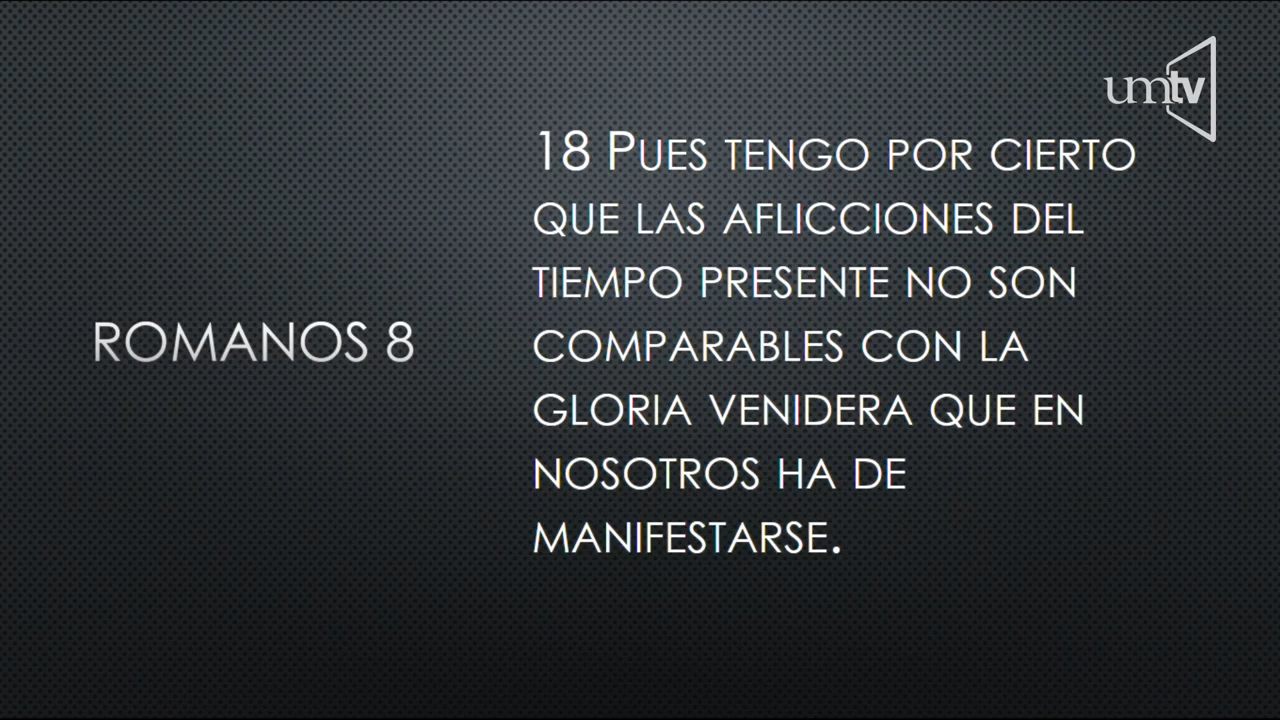 umtv
ROMANOS 8
18 PUES TENGO POR CIERTO
QUE LAS AFLICCIONES DEL
TIEMPO PRESENTE NO SON
COMPARABLES CON LA
GLORIA VENIDERA QUE EN
NOSOTROS HA DE
MANIFESTARSE.